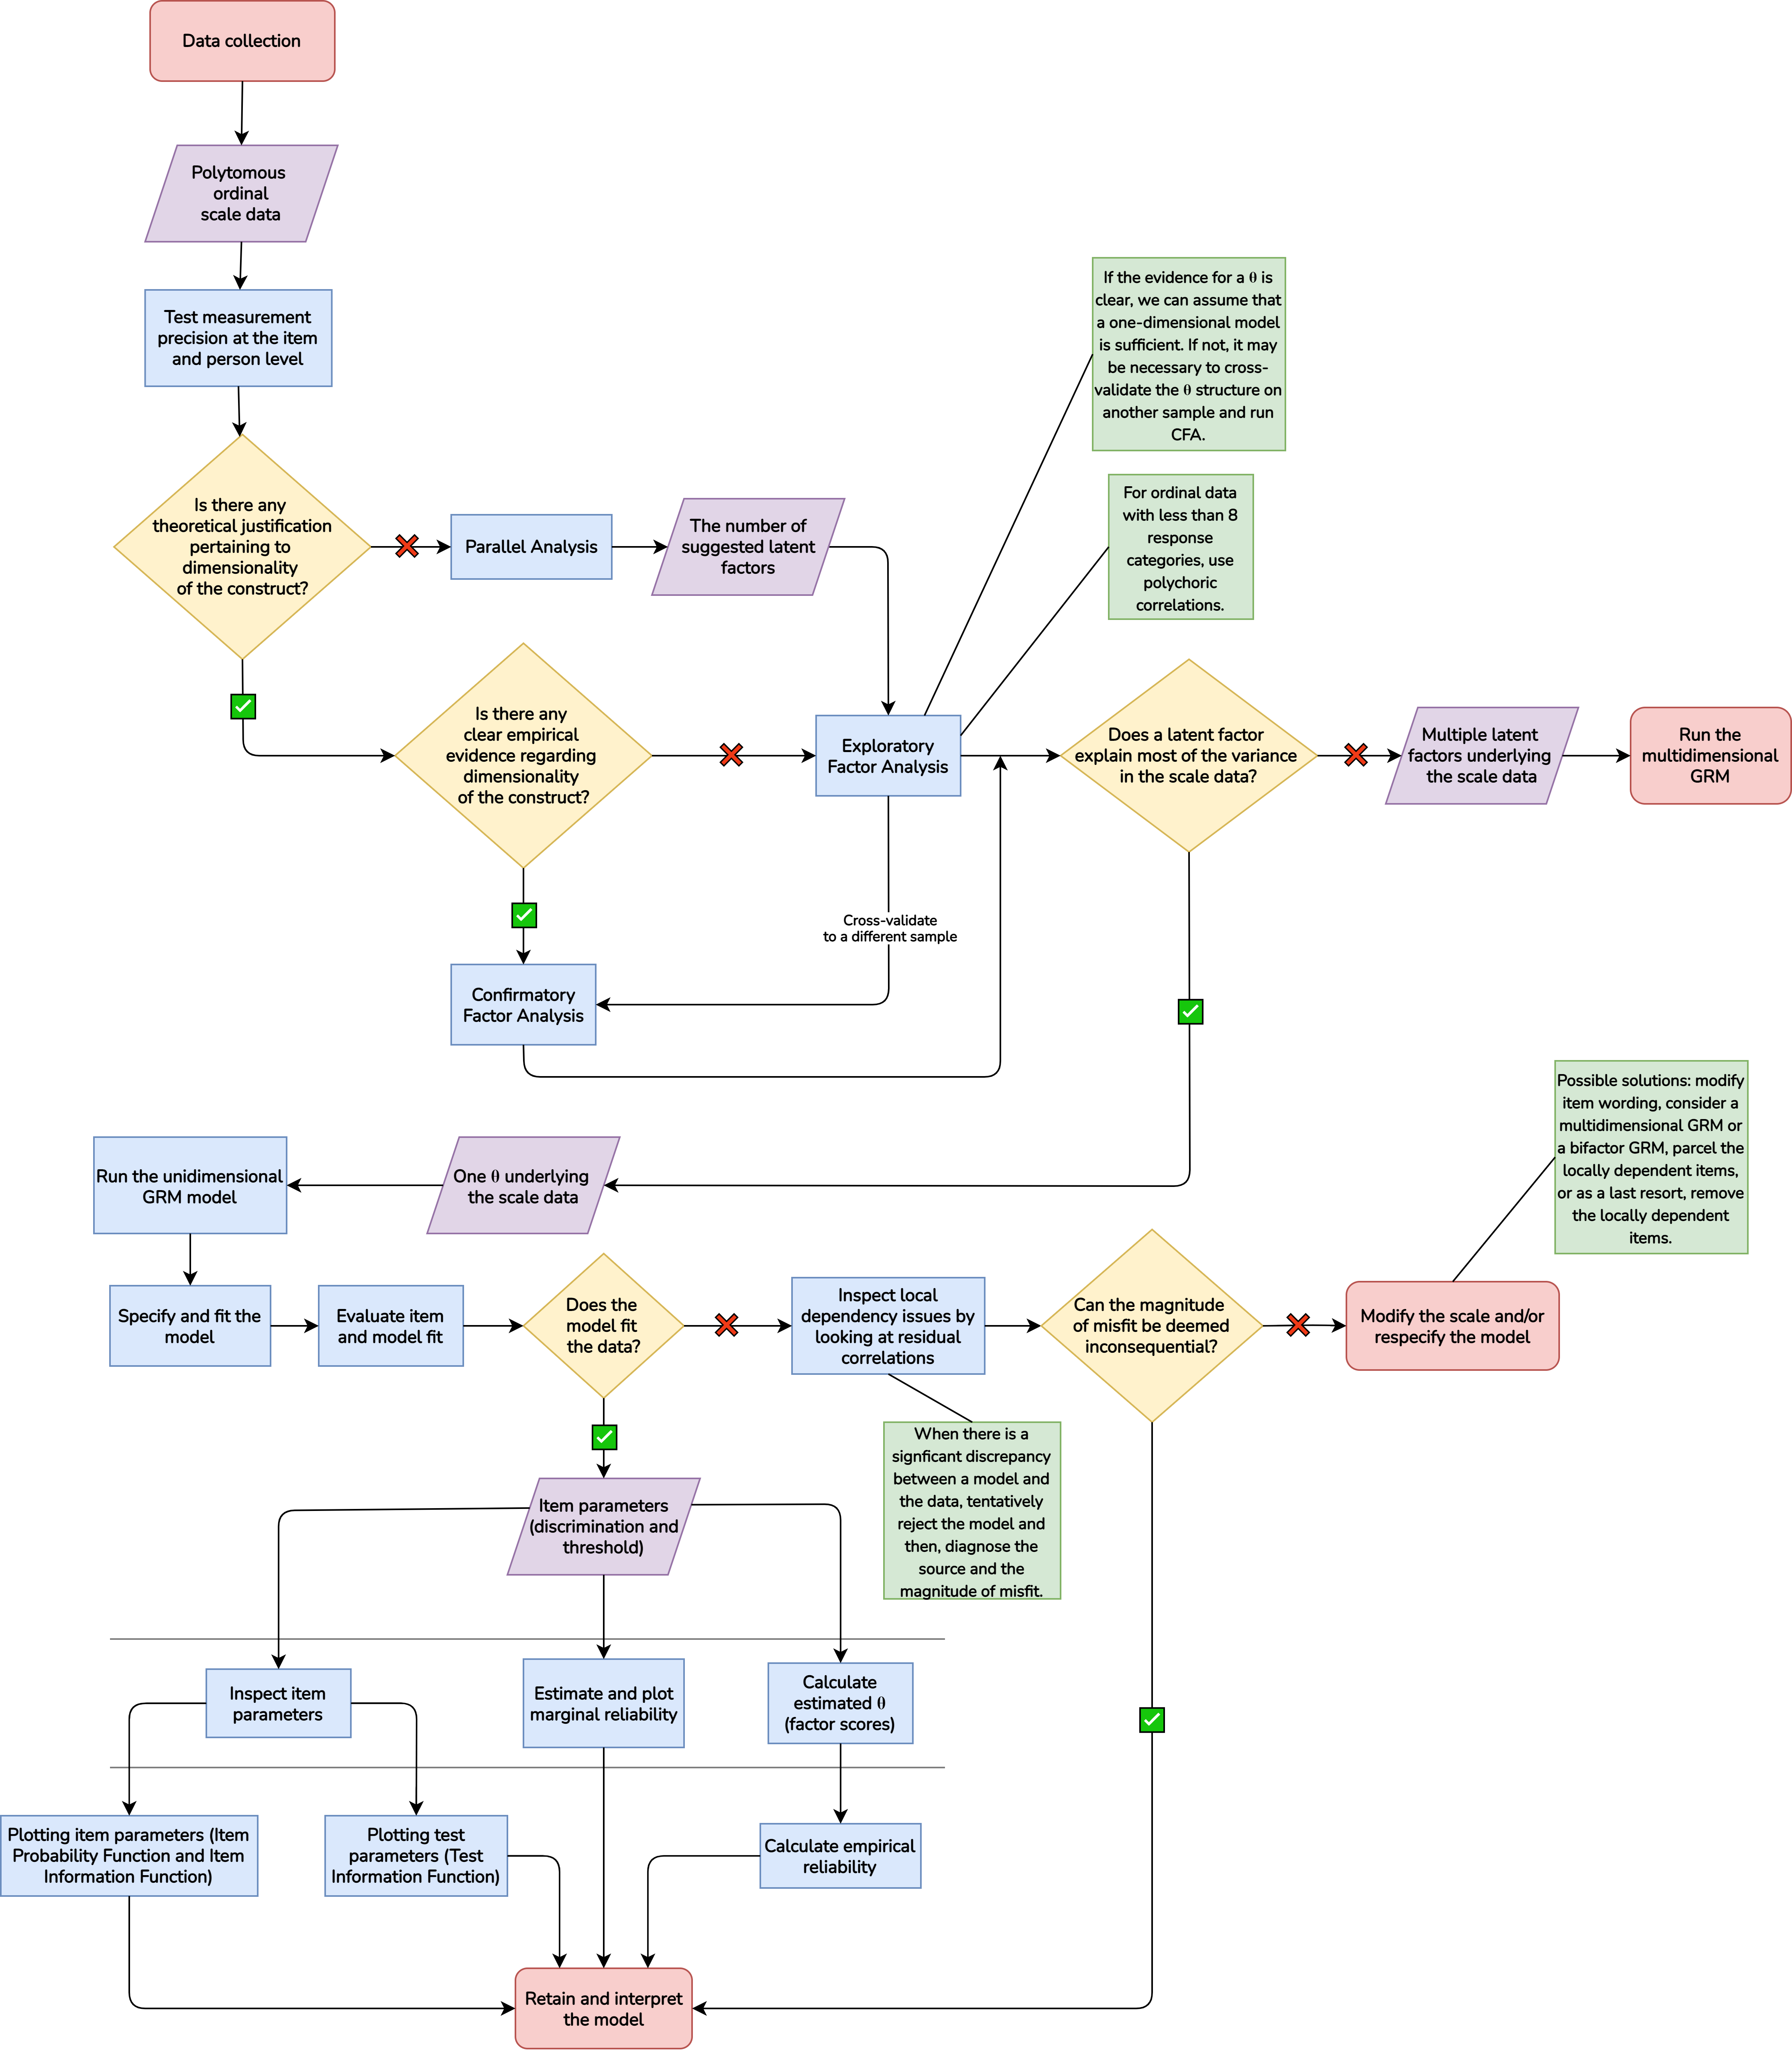 Data collection
Polytomous
ordinal
scale data
Test measurement
precision at the item
and person level
If the evidence for a θ is
clear, we can assume that
a one-dimensional model
is sufficient. If not, it may
be necessary to cross-
validate the θ structure on
another sample and run
CFA.
Is there any
theoretical justification
pertaining to
dimensionality
of the construct?
Parallel Analysis
The number of
suggested latent
factors
For ordinal data
with less than 8
response
categories, use
polychoric
correlations.
Is there any
clear empirical
evidence regarding
dimensionality
of the construct?
Exploratory
Factor Analysis
Does a latent factor
explain most of the variance
in the scale data?
Multiple latent
factors underlying
the scale data
Run the
multidimensional
GRM
Cross-validate
to a different sample
Confirmatory
Factor Analysis
Possible solutions: modify
item wording, consider a
multidimensional GRM or
a bifactor GRM, parcel the
locally dependent items,
or as a last resort, remove
the locally dependent
items.
Run the unidimensional
GRM model
One θ underlying
the scale data
Specify and fit the
model
Evaluate item
and model fit
Does the
model fit
the data?
Inspect local
dependency issues by
looking at residual
correlations
Can the magnitude
of misfit be deemed
inconsequential?
Modify the scale and/or
respecify the model
When there is a
signficant discrepancy
between a model and
the data, tentatively
reject the model and
then, diagnose the
source and the
magnitude of misfit.
Item parameters
(discrimination and
threshold)
Inspect item
parameters
Estimate and plot
marginal reliability
Calculate
estimated θ
(factor scores)
Plotting item parameters (Item
Probability Function and Item
Information Function)
Plotting test
parameters (Test
Information Function)
Calculate empirical
reliability
Retain and interpret
the model